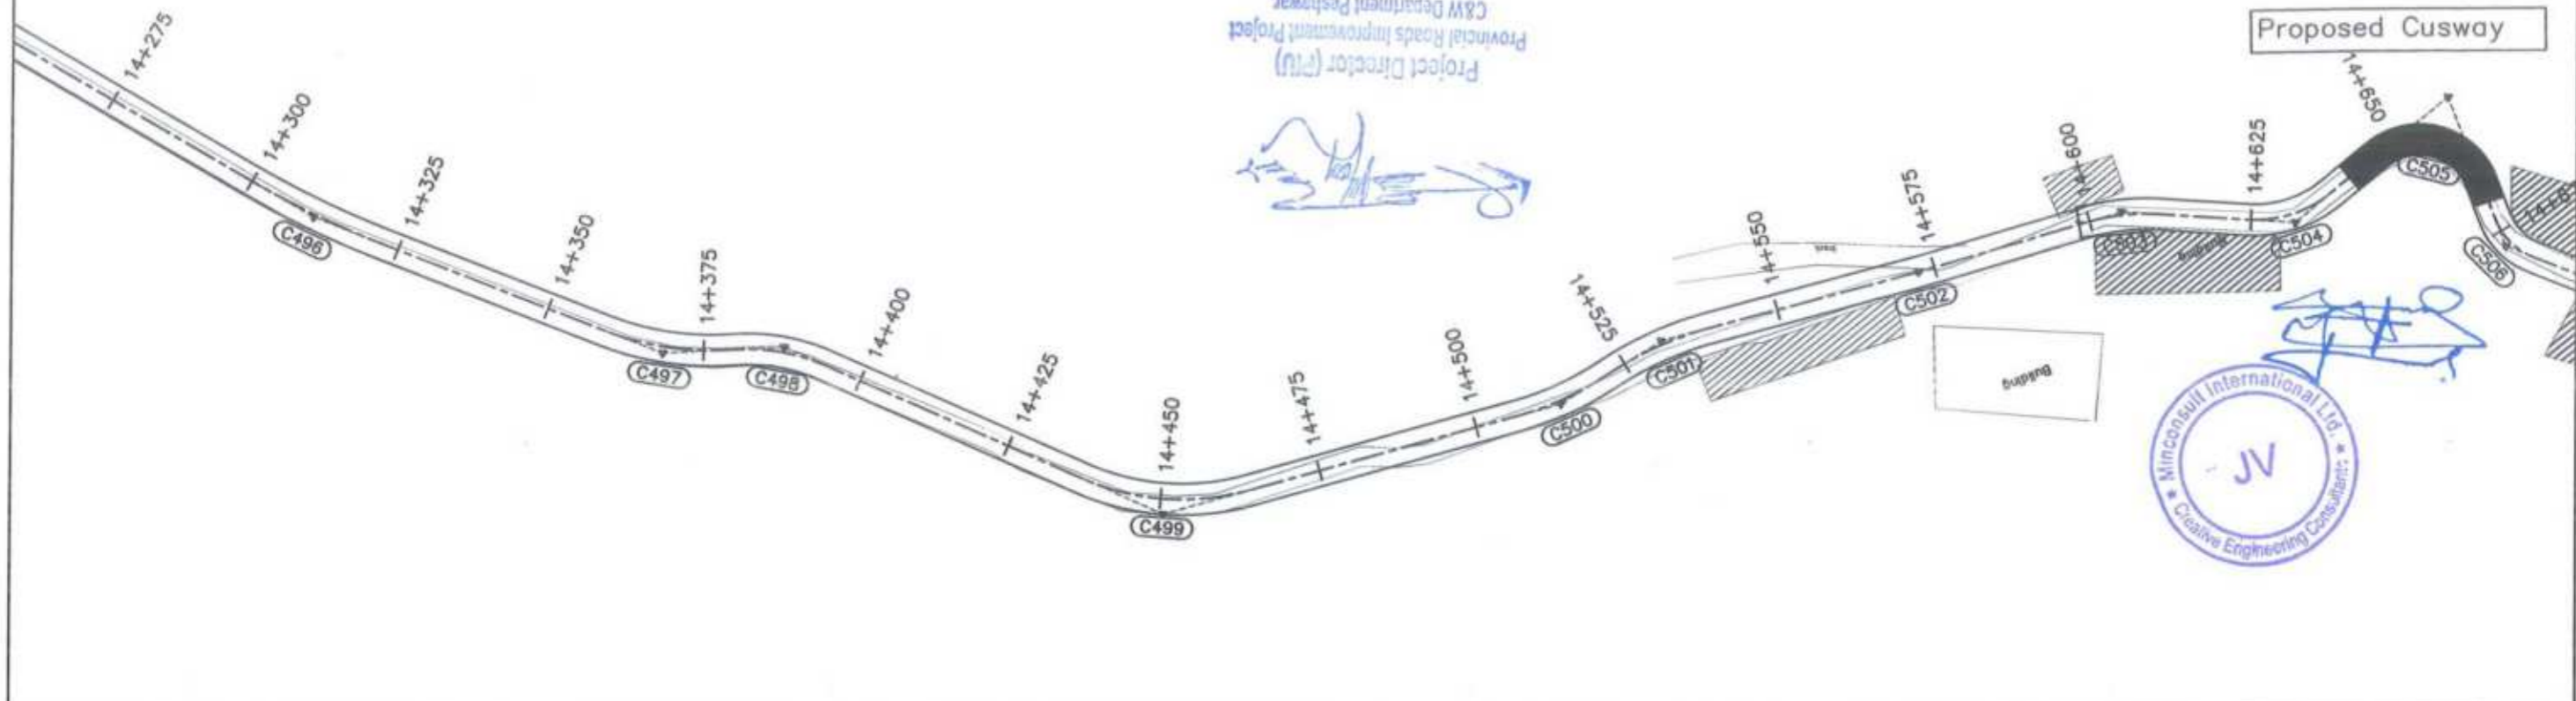 C&W Department Peshawar
Provincial Roads Improvement Project
Project Director (PIU)
Proposed Cusway
14+275
14+300
14+325
14+350
14+375
14+400
14+425
14+450
14+475
14+500
14+525
14+550
14+575
14+600
14+625
14+650
C496
C497
C498
C499
C500
C501
C502
C503
C504
C505
C506
Building
Building
Minconsult International Ltd.
JV
Creative Engineering Consultants